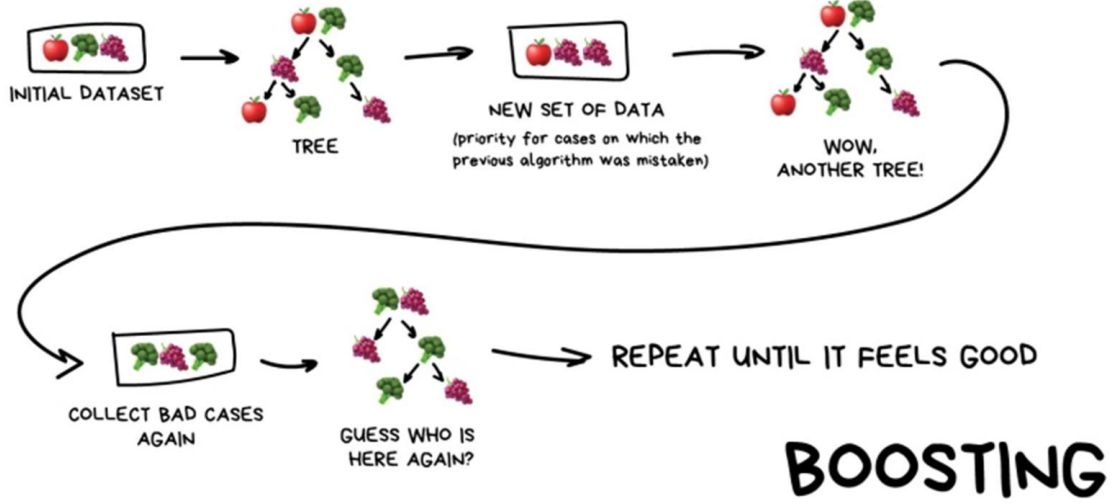 INITIAL DATASET
TREE
NEW SET OF DATA
(priority for cases on which the
previous algorithm was mistaken)
WOW,
ANOTHER TREE!
COLLECT BAD CASES
AGAIN
GUESS WHO IS
HERE AGAIN?
REPEAT UNTIL IT FEELS GOOD
BOOSTING